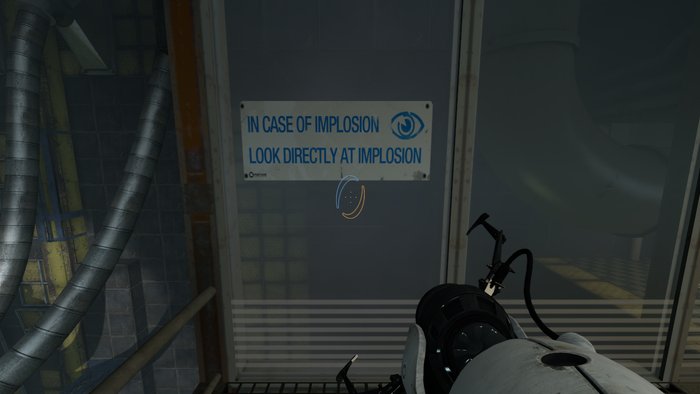 IN CASE OF IMPLOSION
LOOK DIRECTLY AT IMPLOSION